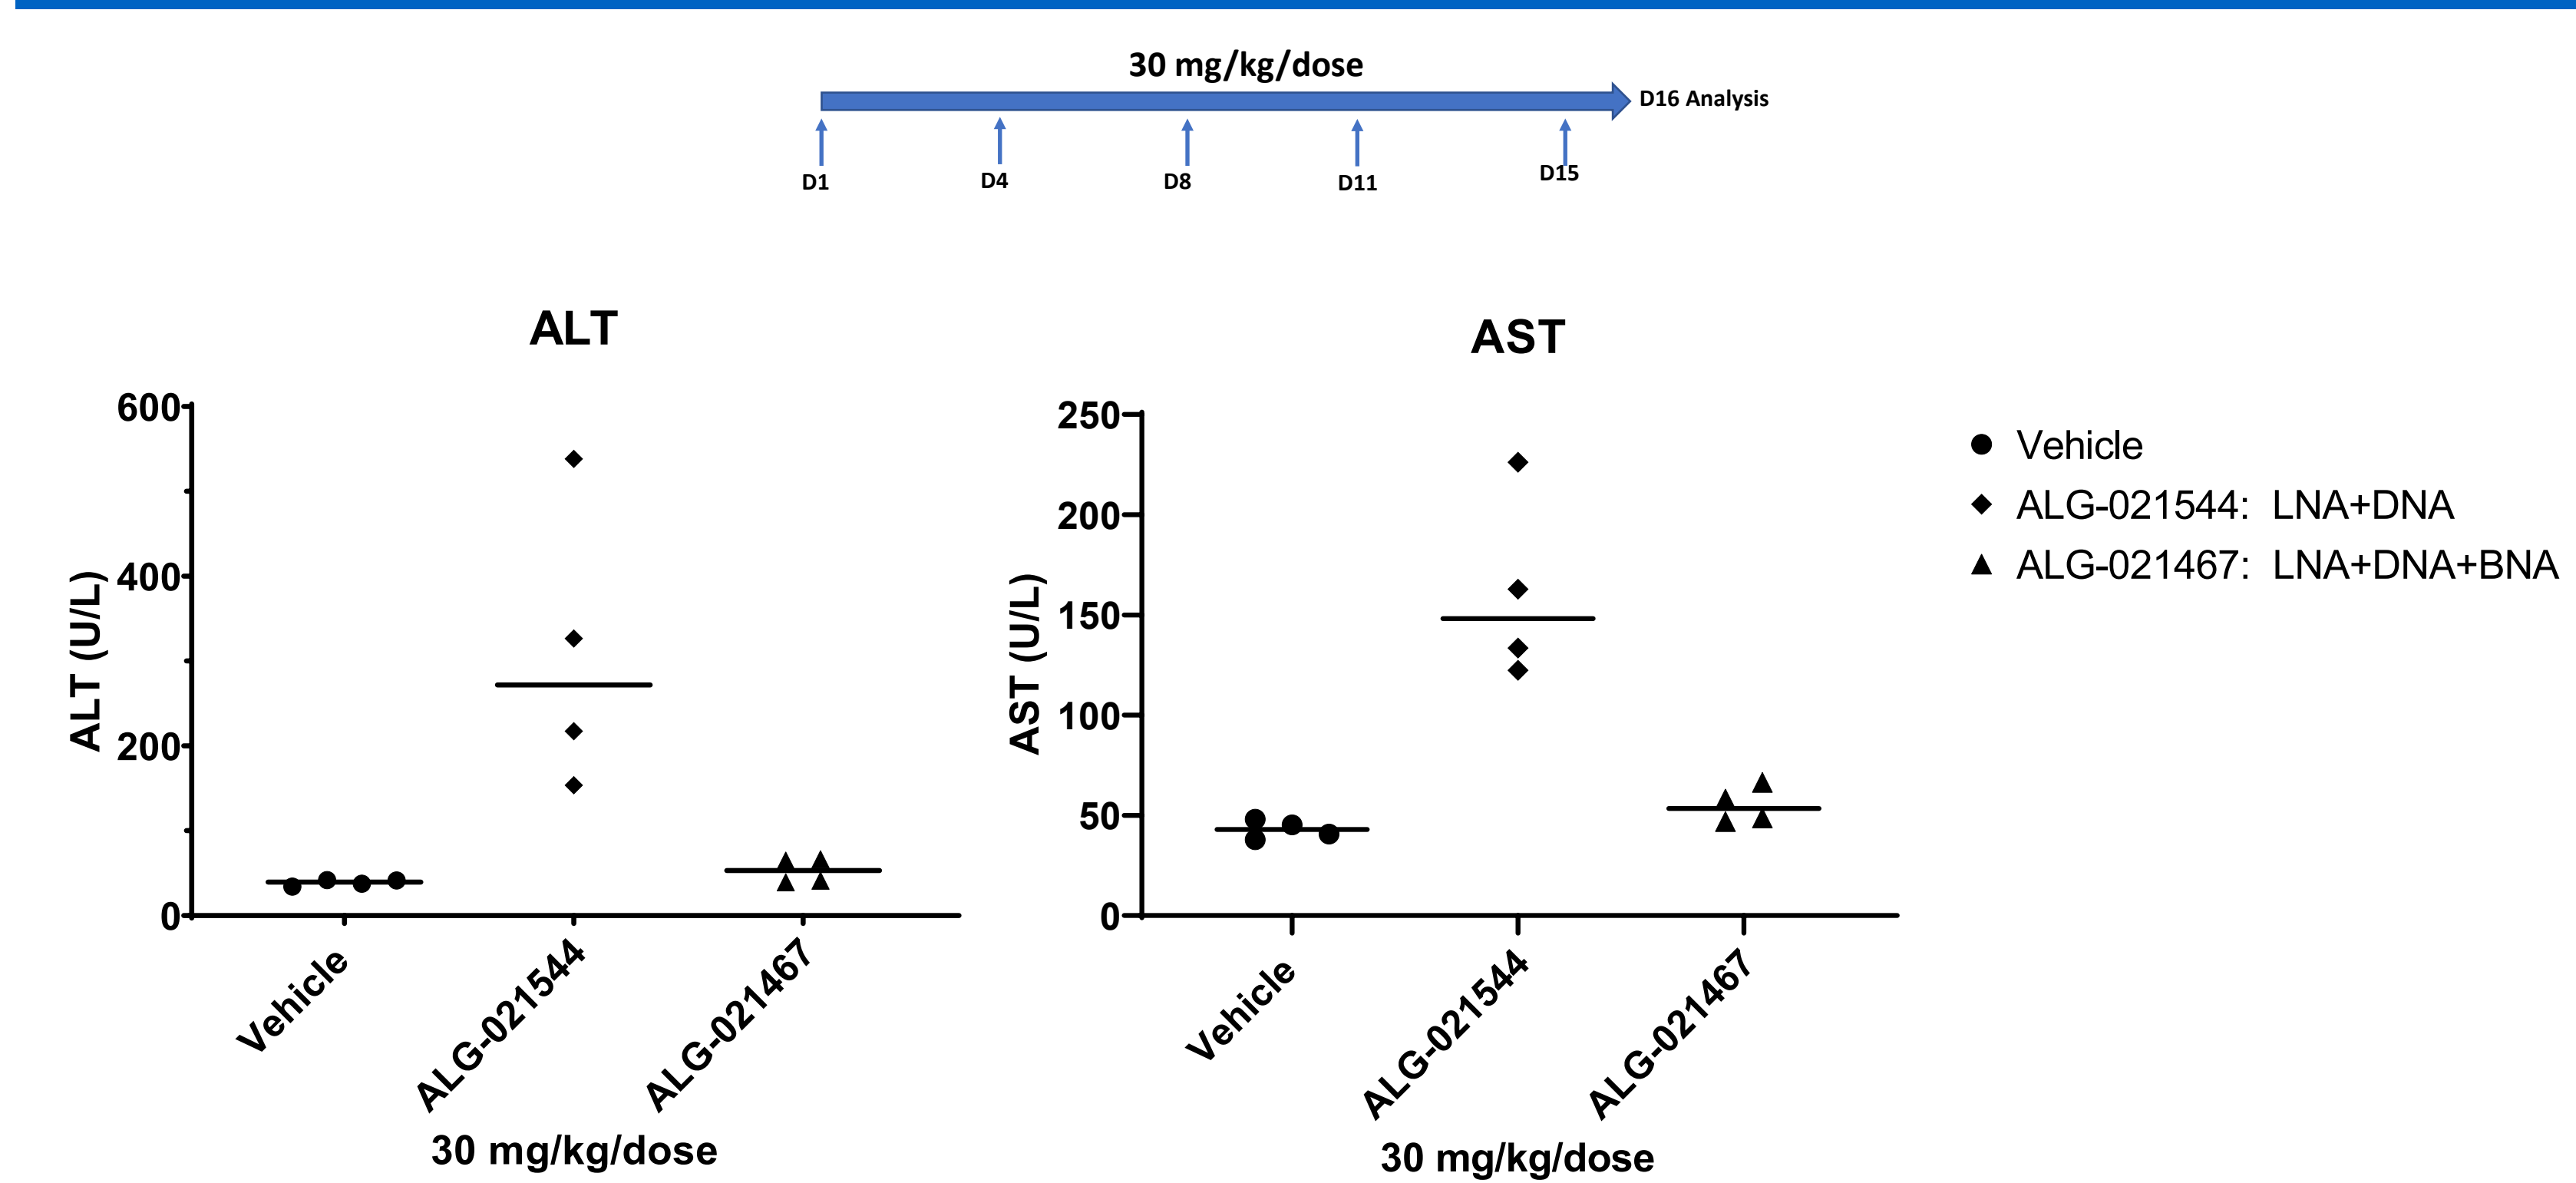 30 mg/kg/dose
D16 Analysis
D1
D4
D8
D11
D15
ALT
600
400
200
0
ALT (U/L)
Vehicle
ALG-021544
ALG-021467
30 mg/kg/dose
AST
250
200
150
100
50
0
AST (U/L)
Vehicle
ALG-021544
ALG-021467
30 mg/kg/dose
Vehicle
ALG-021544: LNA+DNA
ALG-021467: LNA+DNA+BNA